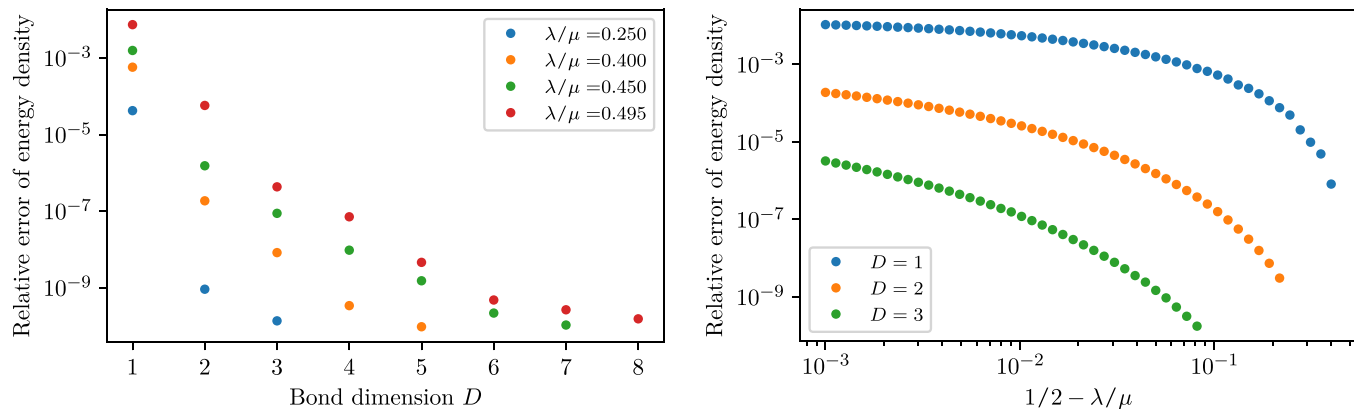 Relative error of energy density
10⁻³
10⁻⁵
10⁻⁷
10⁻⁹
λ/μ =0.250
λ/μ =0.400
λ/μ =0.450
λ/μ =0.495
1 2 3 4 5 6 7 8
Bond dimension D
Relative error of energy density
10⁻³
10⁻⁵
10⁻⁷
10⁻⁹
D = 1
D = 2
D = 3
10⁻³ 10⁻² 10⁻¹
1/2 − λ/μ